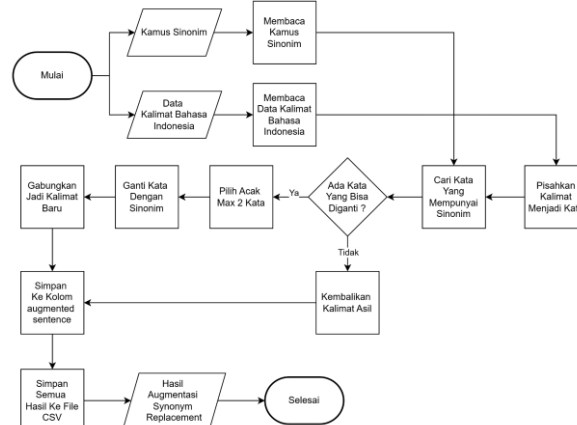 Mulai
Kamus Sinonim
Membaca
Kamus
Sinonim
Data
Kalimat Bahasa
Indonesia
Membaca
Data Kalimat
Bahasa
Indonesia
Pisahkan
Kalimat
Menjadi Kata
Cari Kata
Yang
Mempunyai
Sinonim
Ada Kata
Yang Bisa
Diganti ?
Ya
Tidak
Pilih Acak
Max 2 Kata
Ganti Kata
Dengan
Sinonim
Gabungkan
Jadi Kalimat
Baru
Kembalikan
Kalimat Asil
Simpan
Ke Kolom
augmented
sentence
Simpan
Semua
Hasil Ke File
CSV
Hasil
Augmentasi
Synonym
Replacement
Selesai